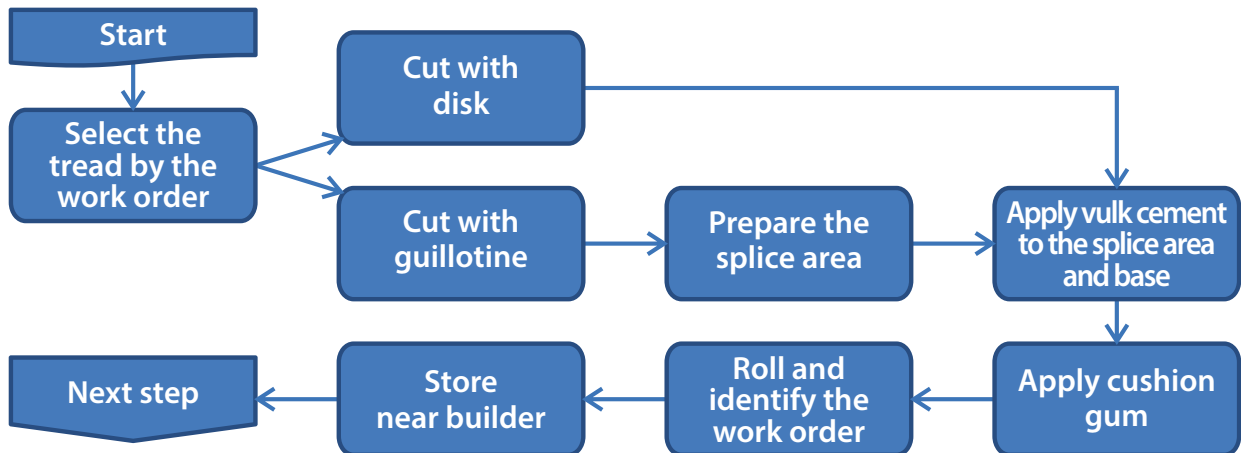 Start
Select the
tread by the
work order
Cut with
disk
Cut with
guillotine
Prepare the
splice area
Apply vulk cement
to the splice area
and base
Apply cushion
gum
Roll and
identify the
work order
Store
near builder
Next step